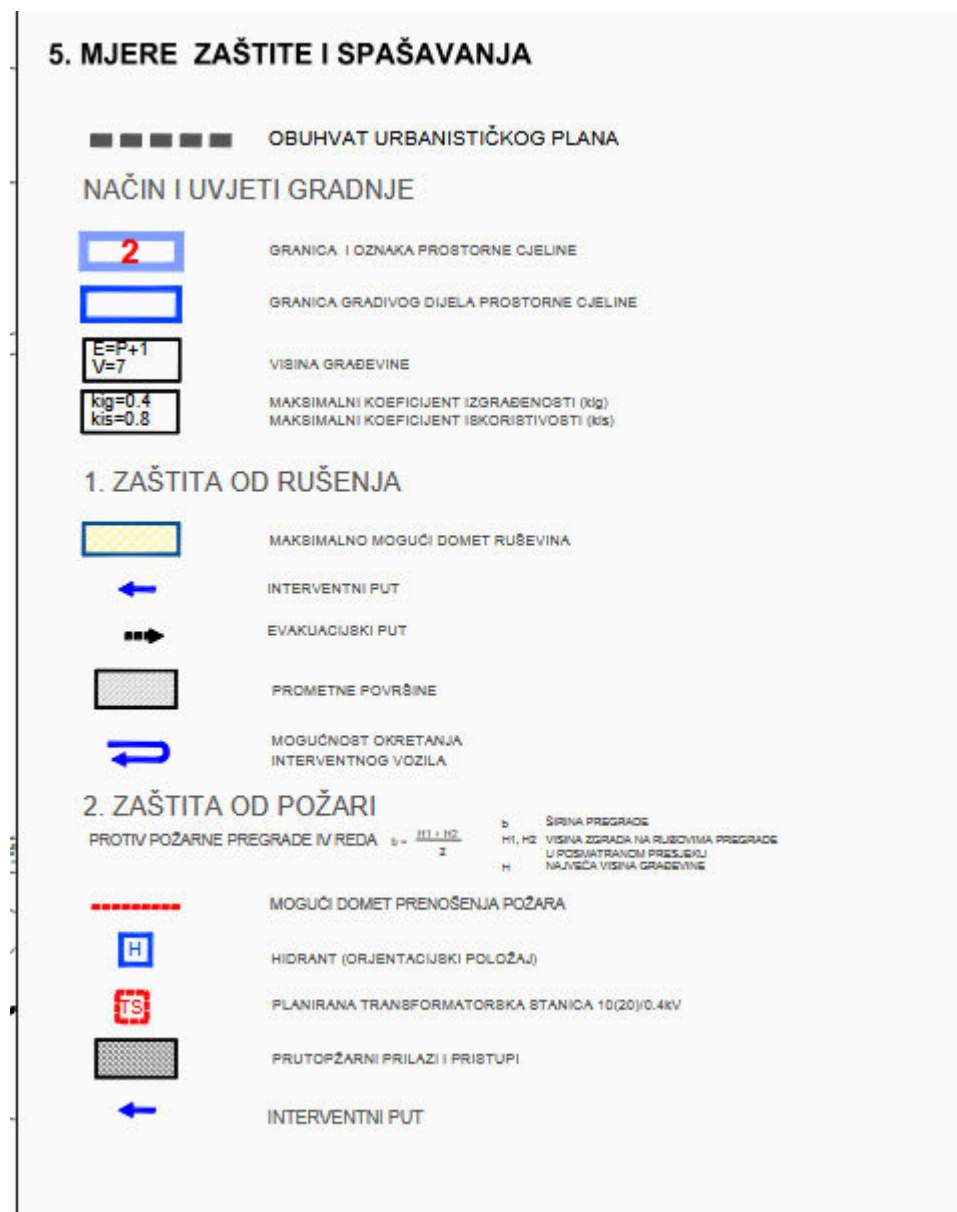 5. MJERE ZAŠTITE I SPAŠAVANJA
OBUHVAT URBANISTIČKOG PLANA
NAČIN I UVJETI GRADNJE
2
GRANICA I OZNAKA PROSTORNE CJELINE
GRANICA GRADIVOG DIJELA PROSTORNE CJELINE
E=P+1
V=7
VISINA GRAĐEVINE
kig=0.4
kis=0.8
MAKSIMALNI KOEFICIJENT IZGRAĐENOSTI (kig)
MAKSIMALNI KOEFICIJENT ISKORISTIVOSTI (kis)
1. ZAŠTITA OD RUŠENJA
MAKSIMALNO MOGUĆI DOMET RUŠEVINA
INTERVENTNI PUT
EVAKUACIJSKI PUT
PROMETNE POVRŠINE
MOGUĆNOST OKRETANJA
INTERVENTNOG VOZILA
2. ZAŠTITA OD POŽARI
PROTIV POŽARNE PREGRADE IV REDA b = H1 + H2
2
b ŠIRINA PREGRADE
H1, H2 VISINA ZGRADA NA RUBOVIMA PREGRADE
U POSMATRANOM PRESJEKU
H NAJVEĆA VISINA GRAĐEVINE
MOGUĆI DOMET PRENOŠENJA POŽARA
H
HIDRANT (ORJENTACIJSKI POLOŽAJ)
TS
PLANIRANA TRANSFORMATORSKA STANICA 10(20)/0.4kV
PRUTOPŽARNI PRILAZI I PRISTUPI
INTERVENTNI PUT